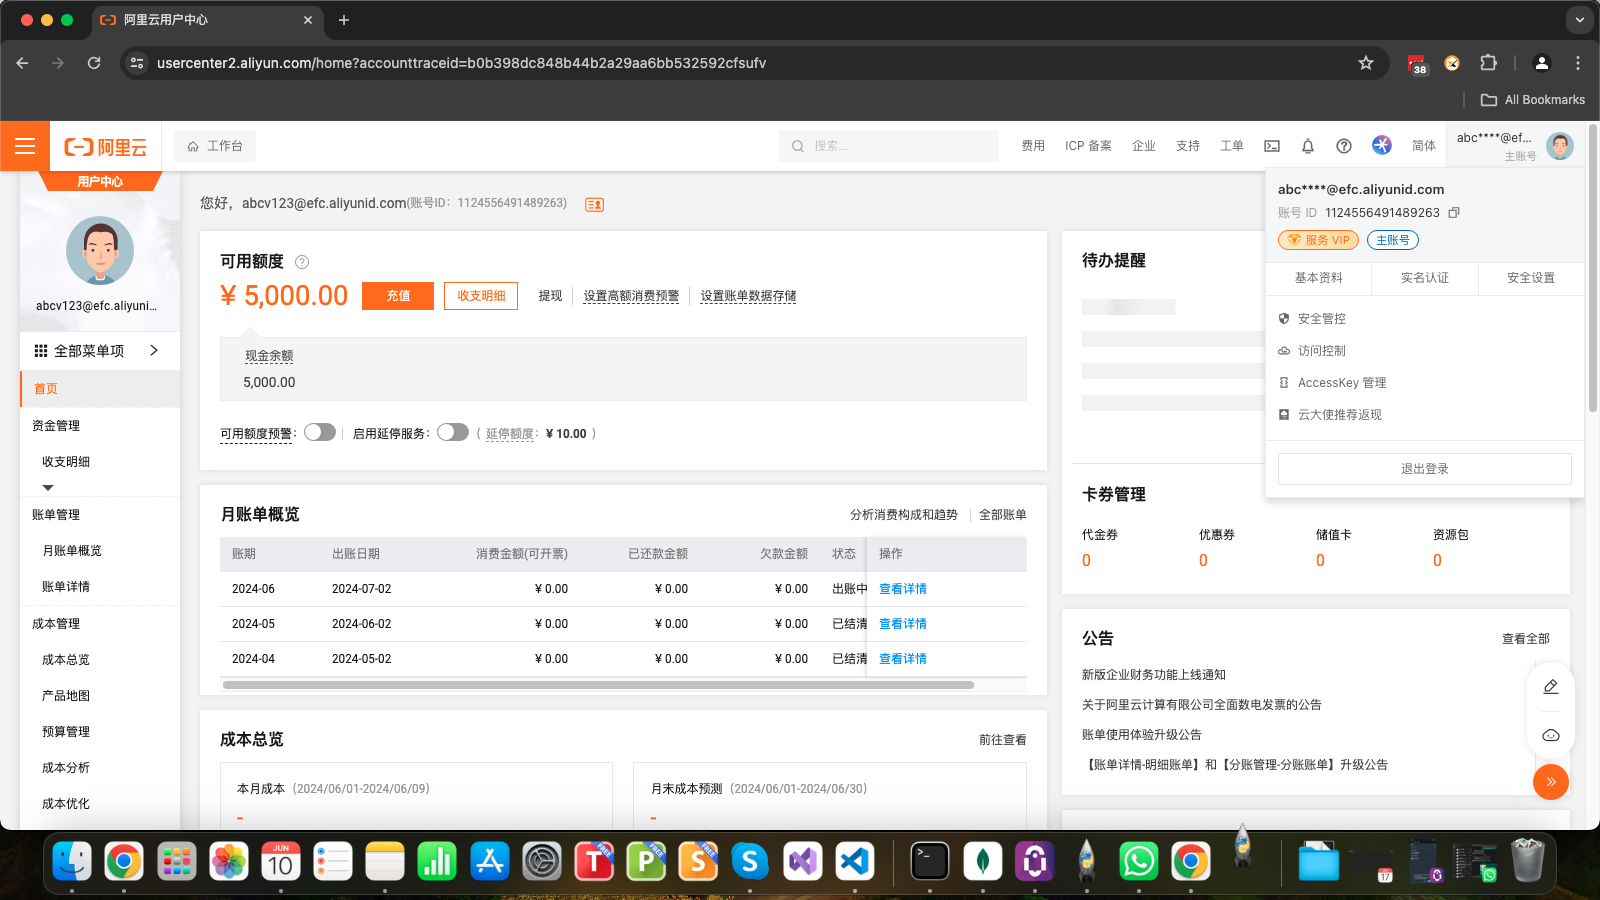 阿里云用户中心
usercenter2.aliyun.com/home?accounttraceid=b0b398dc848b44b2a29aa6bb532592cfsufv
38
All Bookmarks
阿里云
工作台
搜索...
费用
ICP 备案
企业
支持
工单
简体
abc****@ef...
主账号
用户中心
abcv123@efc.aliyuni...
全部菜单项
首页
资金管理
收支明细
账单管理
月账单概览
账单详情
成本管理
成本总览
产品地图
预算管理
成本分析
成本优化
您好，abcv123@efc.aliyunid.com(账号ID：1124556491489263)
可用额度
¥ 5,000.00
充值
收支明细
提现
设置高额消费预警
设置账单数据存储
现金余额
5,000.00
可用额度预警：
启用延停服务：
( 延停额度：¥ 10.00 )
月账单概览
分析消费构成和趋势
全部账单
账期 出账日期 消费金额(可开票) 已还款金额 欠款金额 状态 操作
2024-06 2024-07-02 ¥ 0.00 ¥ 0.00 ¥ 0.00 出账中 查看详情
2024-05 2024-06-02 ¥ 0.00 ¥ 0.00 ¥ 0.00 已结清 查看详情
2024-04 2024-05-02 ¥ 0.00 ¥ 0.00 ¥ 0.00 已结清 查看详情
成本总览
前往查看
本月成本 (2024/06/01-2024/06/09)
-
月末成本预测 (2024/06/01-2024/06/30)
-
待办提醒
abc****@efc.aliyunid.com
账号 ID 1124556491489263
服务 VIP
主账号
基本资料
实名认证
安全设置
安全管控
访问控制
AccessKey 管理
云大使推荐返现
退出登录
卡券管理
代金券 优惠券 储值卡 资源包
0 0 0 0
公告
查看全部
新版企业财务功能上线通知
关于阿里云计算有限公司全面数电发票的公告
账单使用体验升级公告
【账单详情-明细账单】和【分账管理-分账账单】升级公告
JUN
10
T
FREE
P
FREE
S
FREE
S
17